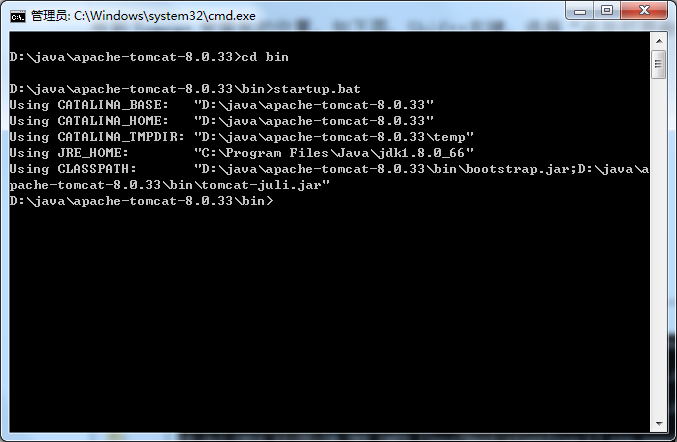 管理员: C:\Windows\system32\cmd.exe
D:\java\apache-tomcat-8.0.33>cd bin
D:\java\apache-tomcat-8.0.33\bin>startup.bat
Using CATALINA_BASE:   "D:\java\apache-tomcat-8.0.33"
Using CATALINA_HOME:   "D:\java\apache-tomcat-8.0.33"
Using CATALINA_TMPDIR: "D:\java\apache-tomcat-8.0.33\temp"
Using JRE_HOME:        "C:\Program Files\Java\jdk1.8.0_66"
Using CLASSPATH:       "D:\java\apache-tomcat-8.0.33\bin\bootstrap.jar;D:\java\a
pache-tomcat-8.0.33\bin\tomcat-juli.jar"
D:\java\apache-tomcat-8.0.33\bin>